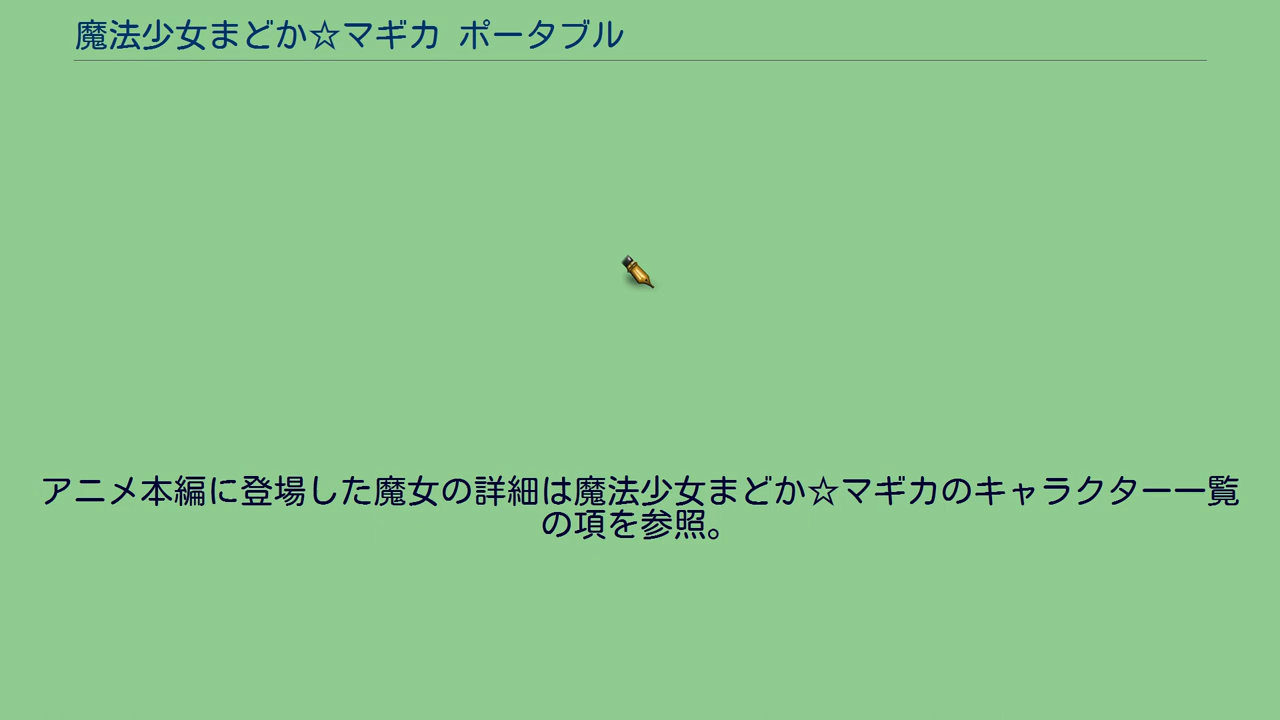 魔法少女まどか☆マギカ ポータブル
アニメ本編に登場した魔女の詳細は魔法少女まどか☆マギカのキャラクター一覧
の項を参照。